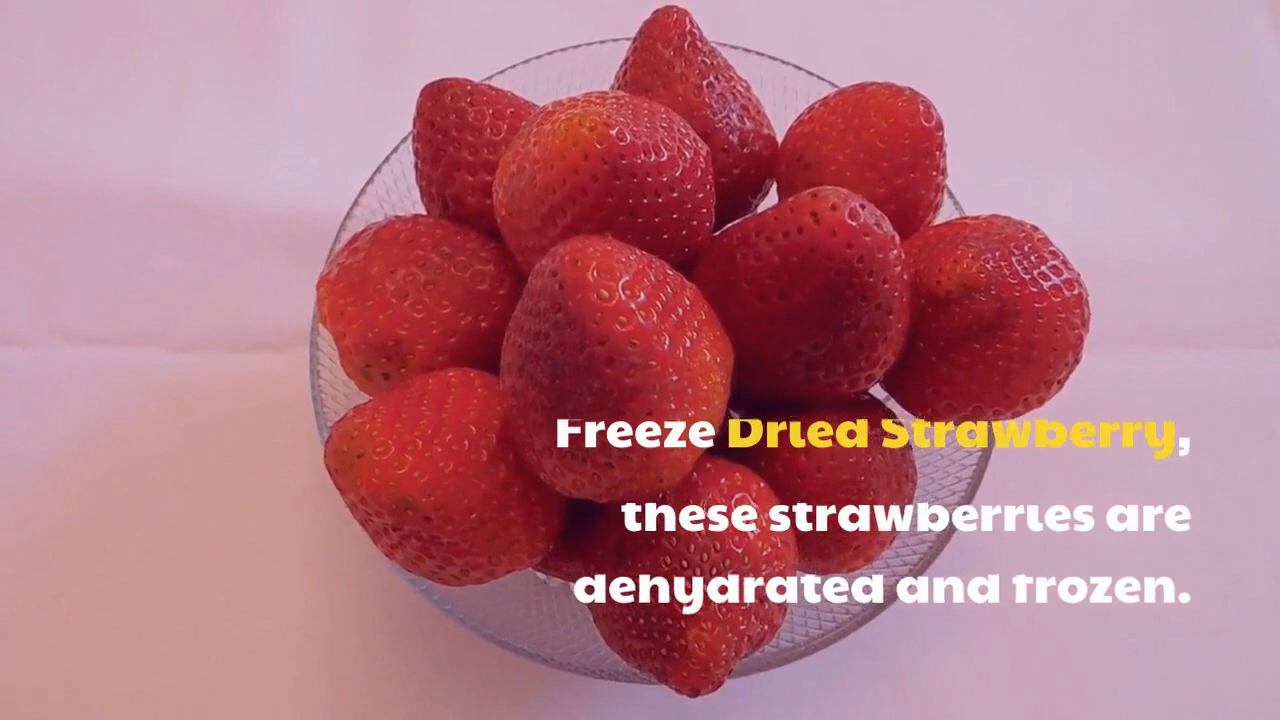 Freeze Dried Strawberry,
these strawberries are
dehydrated and frozen.